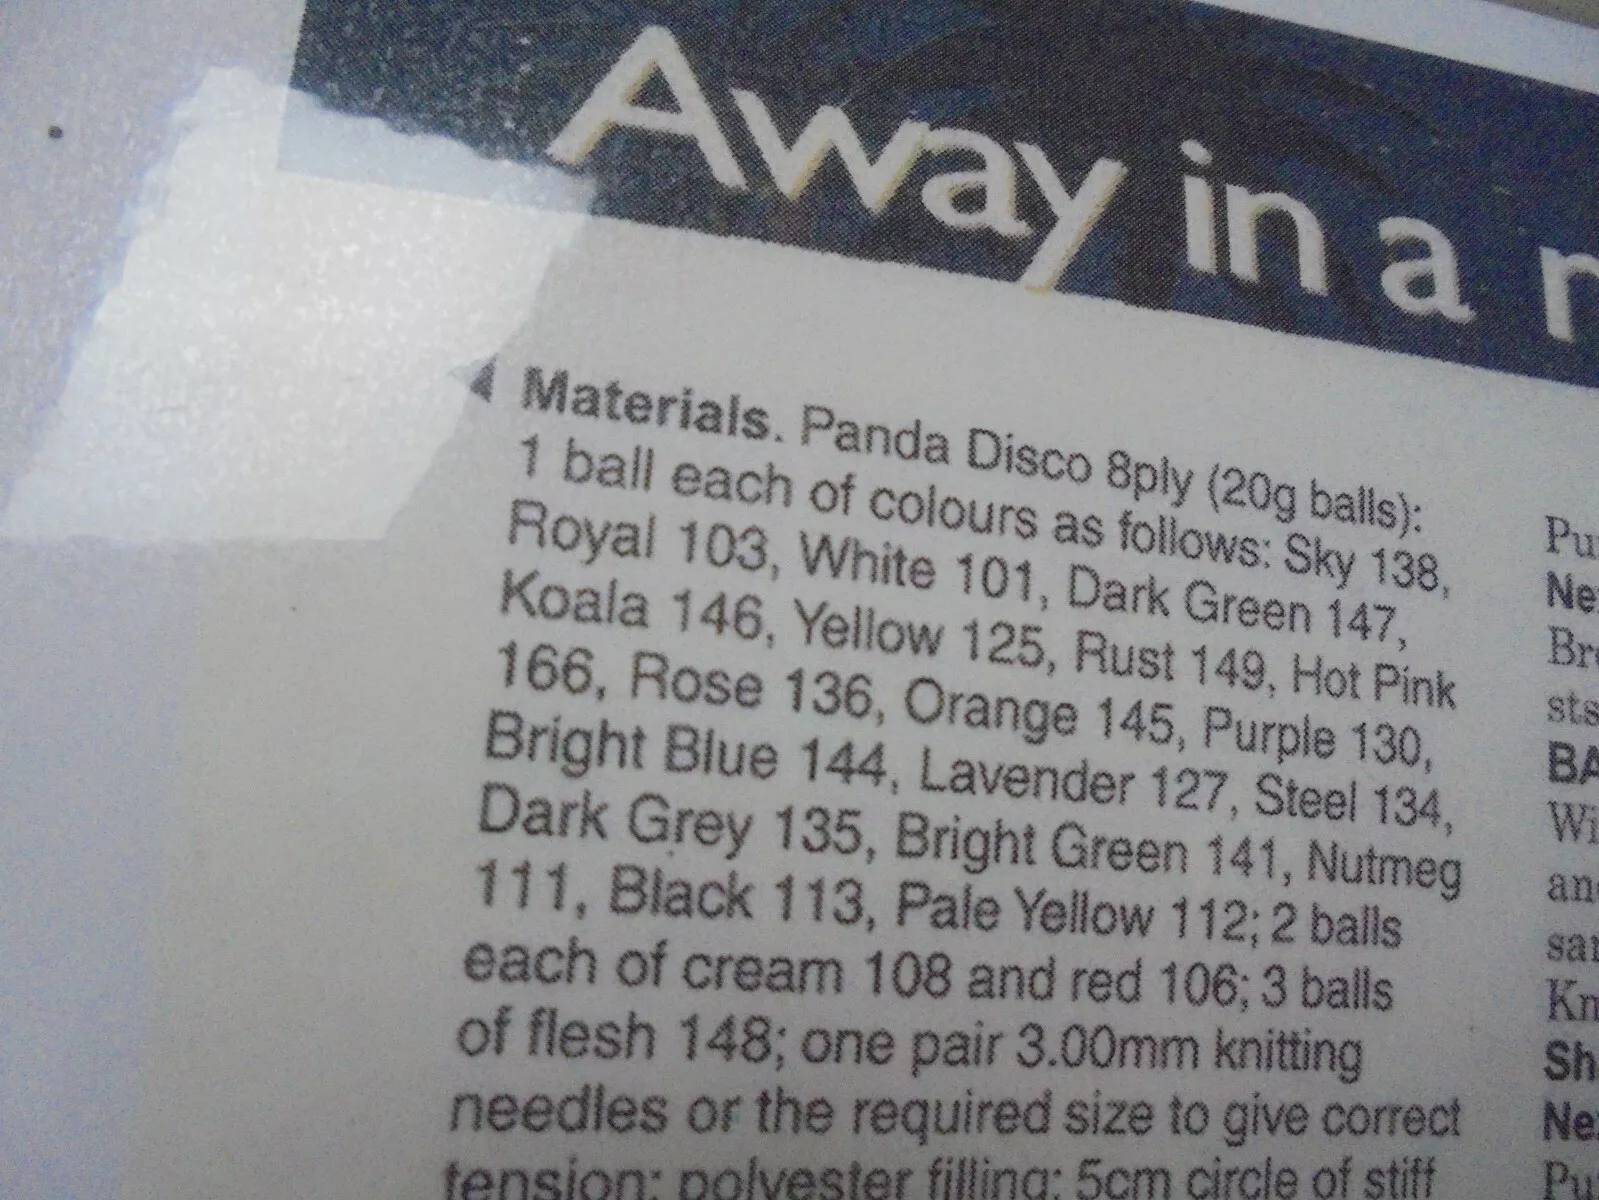 Away in a
Materials. Panda Disco 8ply (20g balls):
1 ball each of colours as follows: Sky 138,
Royal 103, White 101, Dark Green 147,
Koala 146, Yellow 125, Rust 149, Hot Pink
166, Rose 136, Orange 145, Purple 130,
Bright Blue 144, Lavender 127, Steel 134,
Dark Grey 135, Bright Green 141, Nutmeg
111, Black 113, Pale Yellow 112; 2 balls
each of cream 108 and red 106; 3 balls
of flesh 148; one pair 3.00mm knitting
needles or the required size to give correct
tension; polyester filling; 5cm circle of stiff